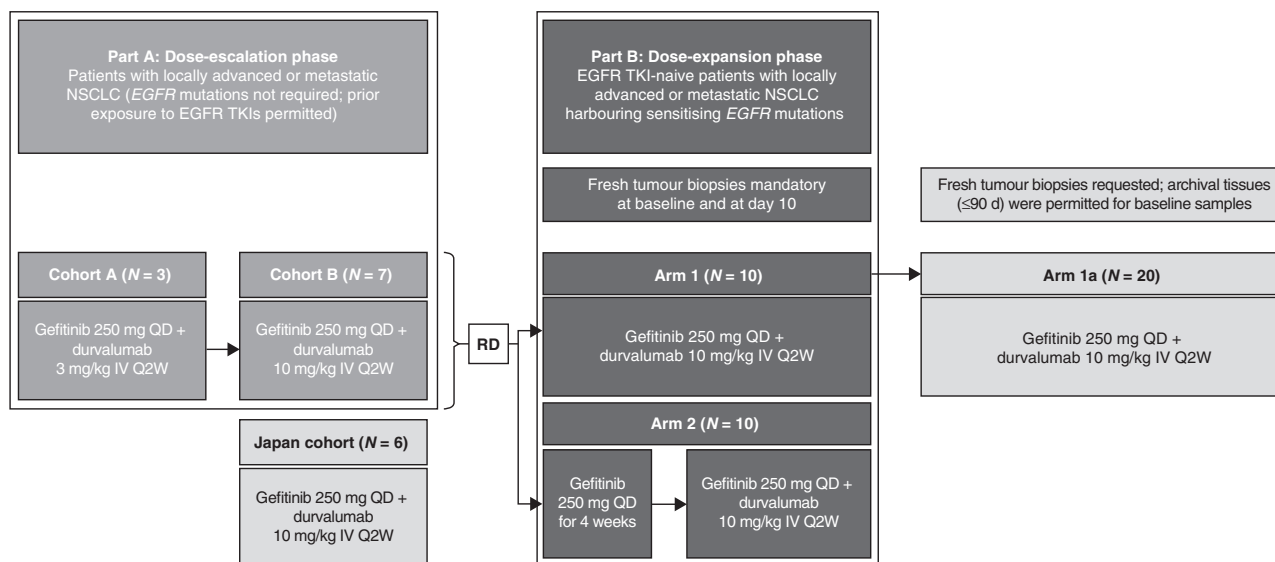 Part A: Dose-escalation phase
Patients with locally advanced or metastatic
NSCLC (EGFR mutations not required; prior
exposure to EGFR TKIs permitted)
Cohort A (N = 3)
Gefitinib 250 mg QD +
durvalumab
3 mg/kg IV Q2W
Cohort B (N = 7)
Gefitinib 250 mg QD +
durvalumab
10 mg/kg IV Q2W
Japan cohort (N = 6)
Gefitinib 250 mg QD +
durvalumab
10 mg/kg IV Q2W
RD
Part B: Dose-expansion phase
EGFR TKI-naive patients with locally
advanced or metastatic NSCLC
harbouring sensitising EGFR mutations
Fresh tumour biopsies mandatory
at baseline and at day 10
Arm 1 (N = 10)
Gefitinib 250 mg QD +
durvalumab 10 mg/kg IV Q2W
Arm 2 (N = 10)
Gefitinib
250 mg QD
for 4 weeks
Gefitinib 250 mg QD +
durvalumab
10 mg/kg IV Q2W
Fresh tumour biopsies requested; archival tissues
(≤90 d) were permitted for baseline samples
Arm 1a (N = 20)
Gefitinib 250 mg QD +
durvalumab 10 mg/kg IV Q2W